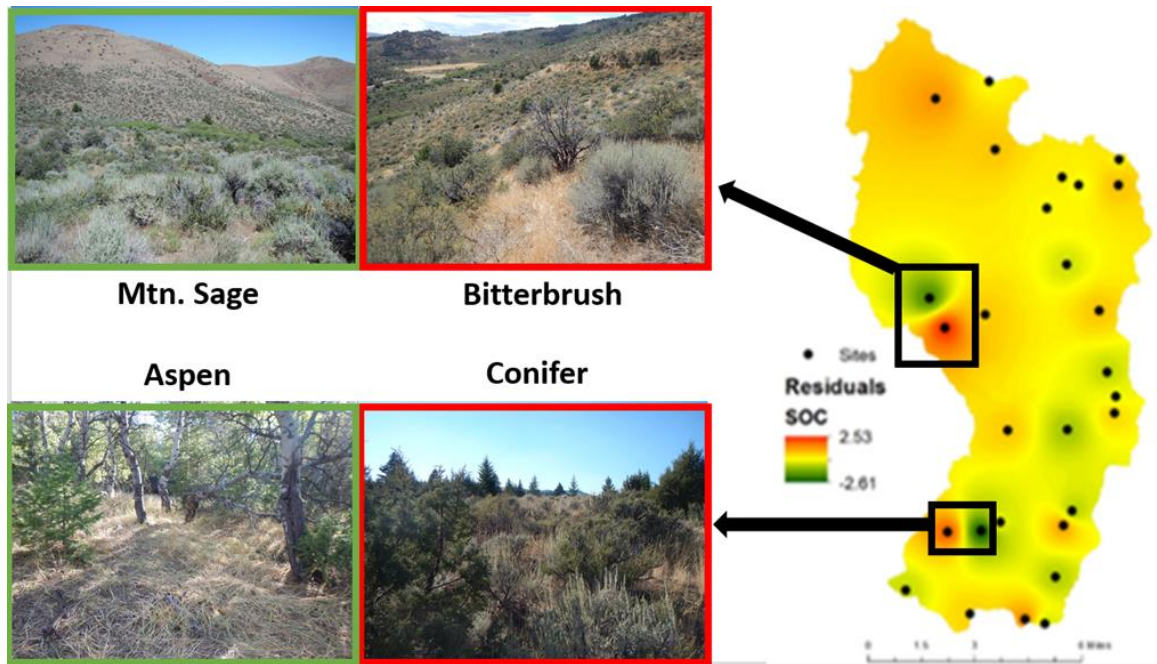 Mtn. Sage
Bitterbrush
Aspen
Conifer
Sites
Residuals
SOC
2.53
-2.61
0 1.5 3 6 Miles